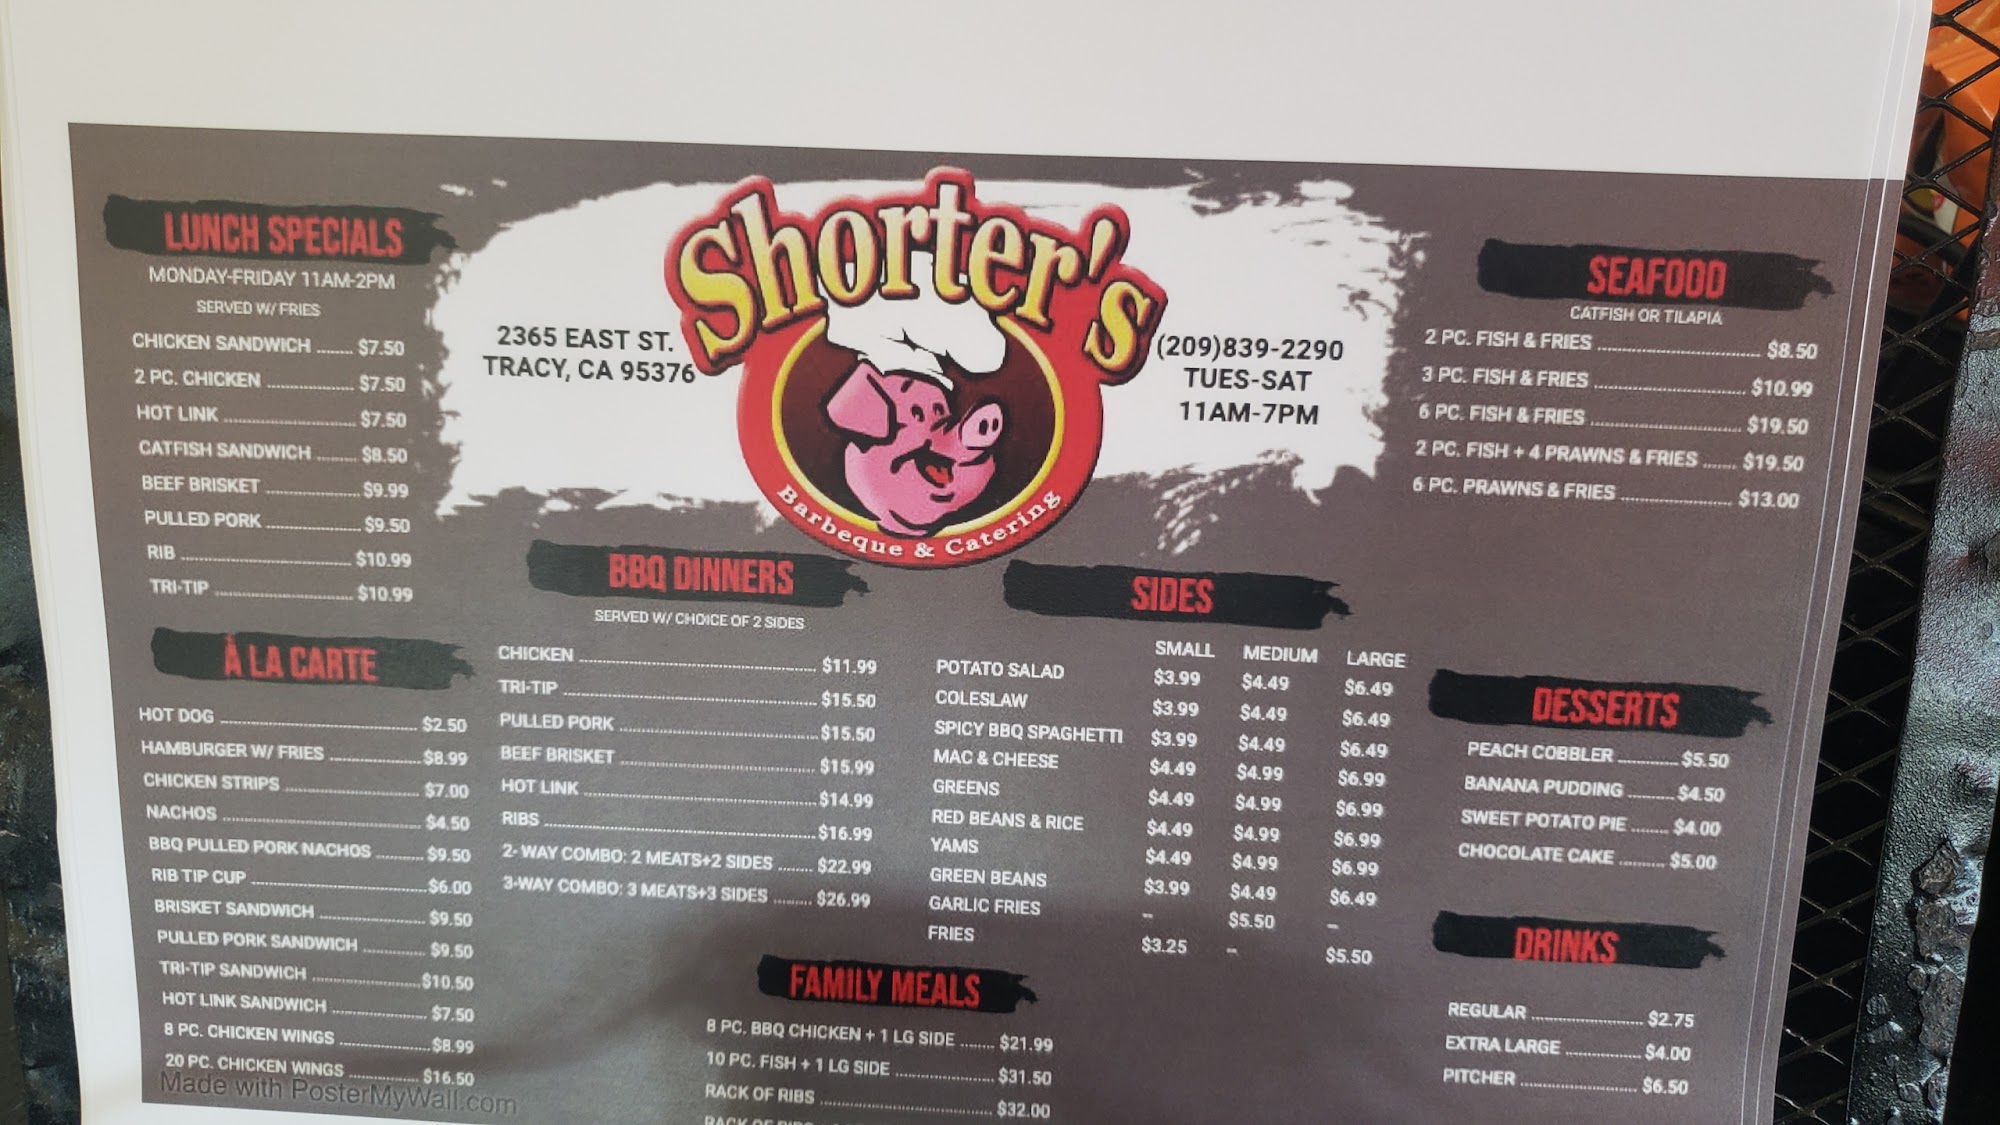 Shorter's
Barbeque & Catering
2365 EAST ST.
TRACY, CA 95376
(209)839-2290
TUES-SAT
11AM-7PM
LUNCH SPECIALS
MONDAY-FRIDAY 11AM-2PM
SERVED W/ FRIES
CHICKEN SANDWICH ........ $7.50
2 PC. CHICKEN ........ $7.50
HOT LINK ........ $7.50
CATFISH SANDWICH ........ $8.50
BEEF BRISKET ........ $9.99
PULLED PORK ........ $9.50
RIB ........ $10.99
TRI-TIP ........ $10.99
À LA CARTE
HOT DOG ........ $2.50
HAMBURGER W/ FRIES ........ $8.99
CHICKEN STRIPS ........ $7.00
NACHOS ........ $4.50
BBQ PULLED PORK NACHOS ........ $9.50
RIB TIP CUP ........ $6.00
BRISKET SANDWICH ........ $9.50
PULLED PORK SANDWICH ........ $9.50
TRI-TIP SANDWICH ........ $10.50
HOT LINK SANDWICH ........ $7.50
8 PC. CHICKEN WINGS ........ $8.99
20 PC. CHICKEN WINGS ........ $16.50
Made with PosterMyWall.com
BBQ DINNERS
SERVED W/ CHOICE OF 2 SIDES
CHICKEN ........ $11.99
TRI-TIP ........ $15.50
PULLED PORK ........ $15.50
BEEF BRISKET ........ $15.99
HOT LINK ........ $14.99
RIBS ........ $16.99
2- WAY COMBO: 2 MEATS+2 SIDES ........ $22.99
3-WAY COMBO: 3 MEATS+3 SIDES ........ $26.99
FAMILY MEALS
8 PC. BBQ CHICKEN + 1 LG SIDE ........ $21.99
10 PC. FISH + 1 LG SIDE ........ $31.50
RACK OF RIBS ........ $32.00
SIDES
SMALL MEDIUM LARGE
POTATO SALAD $3.99 $4.49 $6.49
COLESLAW $3.99 $4.49 $6.49
SPICY BBQ SPAGHETTI $3.99 $4.49 $6.49
MAC & CHEESE $4.49 $4.99 $6.99
GREENS $4.49 $4.99 $6.99
RED BEANS & RICE $4.49 $4.99 $6.99
YAMS $4.49 $4.99 $6.99
GREEN BEANS $3.99 $4.49 $6.49
GARLIC FRIES -- $5.50 --
FRIES $3.25 -- $5.50
SEAFOOD
CATFISH OR TILAPIA
2 PC. FISH & FRIES ........ $8.50
3 PC. FISH & FRIES ........ $10.99
6 PC. FISH & FRIES ........ $19.50
2 PC. FISH + 4 PRAWNS & FRIES ........ $19.50
6 PC. PRAWNS & FRIES ........ $13.00
DESSERTS
PEACH COBBLER ........ $5.50
BANANA PUDDING ........ $4.50
SWEET POTATO PIE ........ $4.00
CHOCOLATE CAKE ........ $5.00
DRINKS
REGULAR ........ $2.75
EXTRA LARGE ........ $4.00
PITCHER ........ $6.50